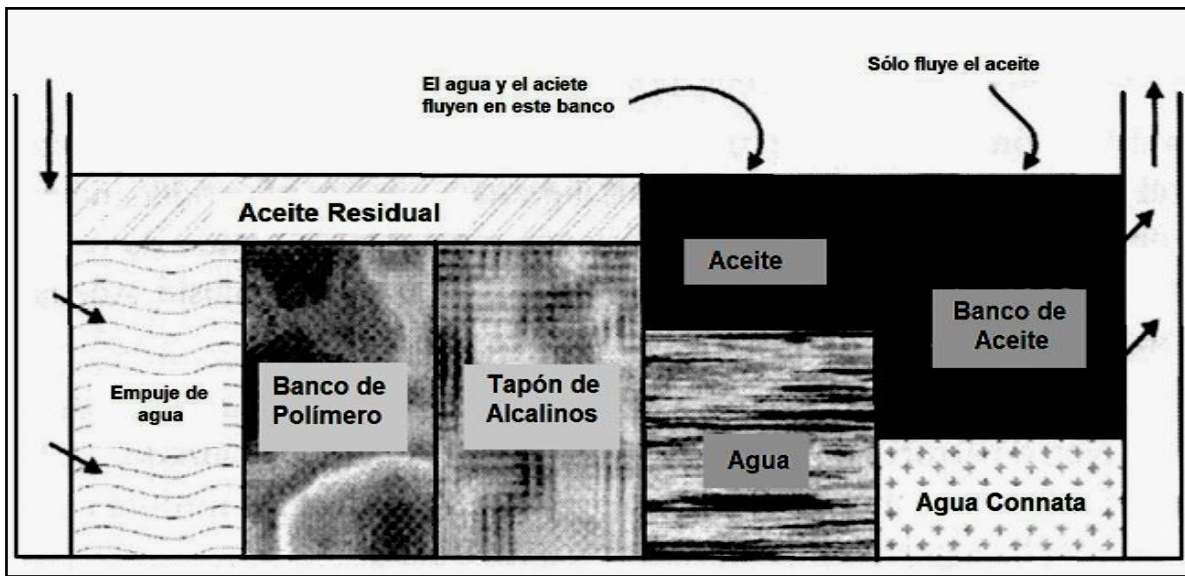 El agua y el aciete
fluyen en este banco
Sólo fluye el aceite
Aceite Residual
Empuje de
agua
Banco de
Polímero
Tapón de
Alcalinos
Aceite
Agua
Banco de
Aceite
Agua Connata